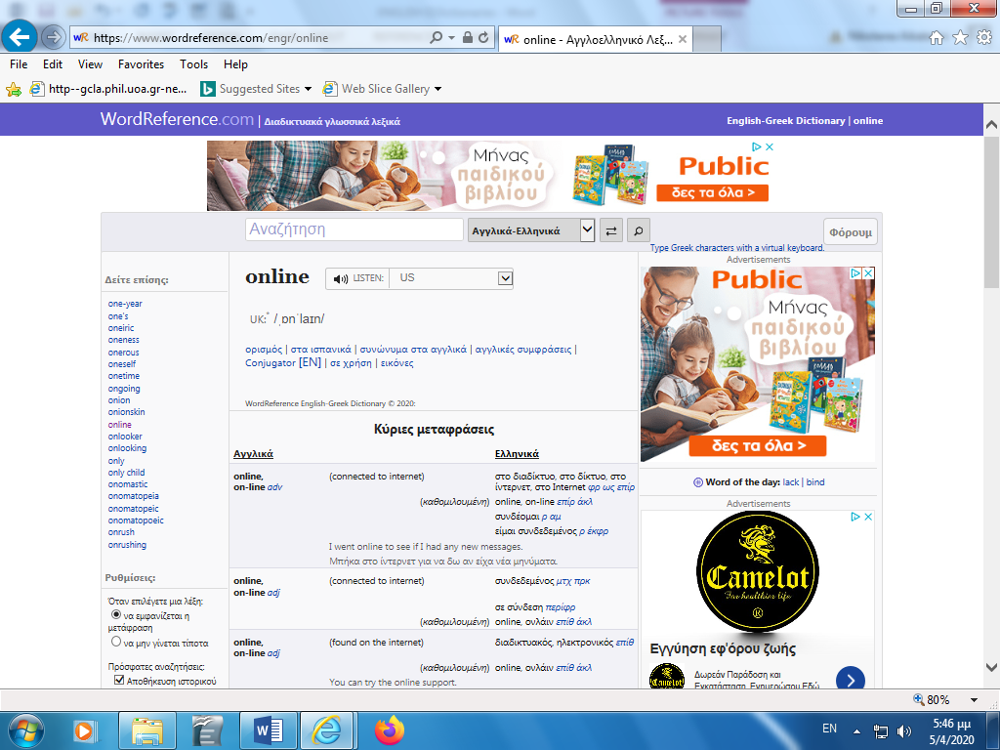 https://www.wordreference.com/engr/online
online - Αγγλοελληνικό Λεξ...
File Edit View Favorites Tools Help
http--gcla.phil.uoa.gr-ne... Suggested Sites Web Slice Gallery
WordReference.com | Διαδικτυακά γλωσσικά λεξικά
English-Greek Dictionary | online
Μήνας παιδικού βιβλίου
Public
δες τα όλα >
Αναζήτηση
Αγγλικά-Ελληνικά
Φόρουμ
Type Greek characters with a virtual keyboard.
Δείτε επίσης:
one-year
one's
oneiric
oneness
onerous
oneself
onetime
ongoing
onion
onionskin
online
onlooker
onlooking
only
only child
onomastic
onomatopeia
onomatopeic
onomatopoeic
onrush
onrushing
Ρυθμίσεις:
Όταν επιλέγετε μια λέξη:
να εμφανίζεται η
μετάφραση
να μην γίνεται τίποτα
Πρόσφατες αναζητήσεις:
Αποθήκευση ιστορικού
online
LISTEN: US
UK:* /ˌɒnˈlaɪn/
ορισμός | στα ισπανικά | συνώνυμα στα αγγλικά | αγγλικές συμφράσεις |
Conjugator [EN] | σε χρήση | εικόνες
WordReference English-Greek Dictionary © 2020:
Κύριες μεταφράσεις
Αγγλικά Ελληνικά
online, (connected to internet) στο διαδίκτυο, στο δίκτυο, στο
on-line adv ίντερνετ, στο Internet φρ ως επίρ
(καθομιλουμένη) online, on-line επίρ άκλ
συνδέομαι ρ αμ
είμαι συνδεδεμένος ρ έκφρ
I went online to see if I had any new messages.
Μπήκα στο ίντερνετ για να δω αν είχα νέα μηνύματα.
online, (connected to internet) συνδεδεμένος μτχ πρκ
on-line adj
σε σύνδεση περίφρ
(καθομιλουμένη) online, ονλάιν επίθ άκλ
online, (found on the internet) διαδικτυακός, ηλεκτρονικός επίθ
on-line adj
(καθομιλουμένη) online, ονλάιν επίθ άκλ
You can try the online support.
Advertisements
Public
Μήνας
παιδικού
βιβλίου
δες τα όλα >
Word of the day: lack | bind
Advertisements
Camelot
For healthier life
®
Εγγύηση εφ'όρου ζωής
Camelot
Δωρεάν Παράδοση και
Εγκατάσταση. Ενημερώσου Εδώ
80%
EN
5:46 μμ
5/4/2020